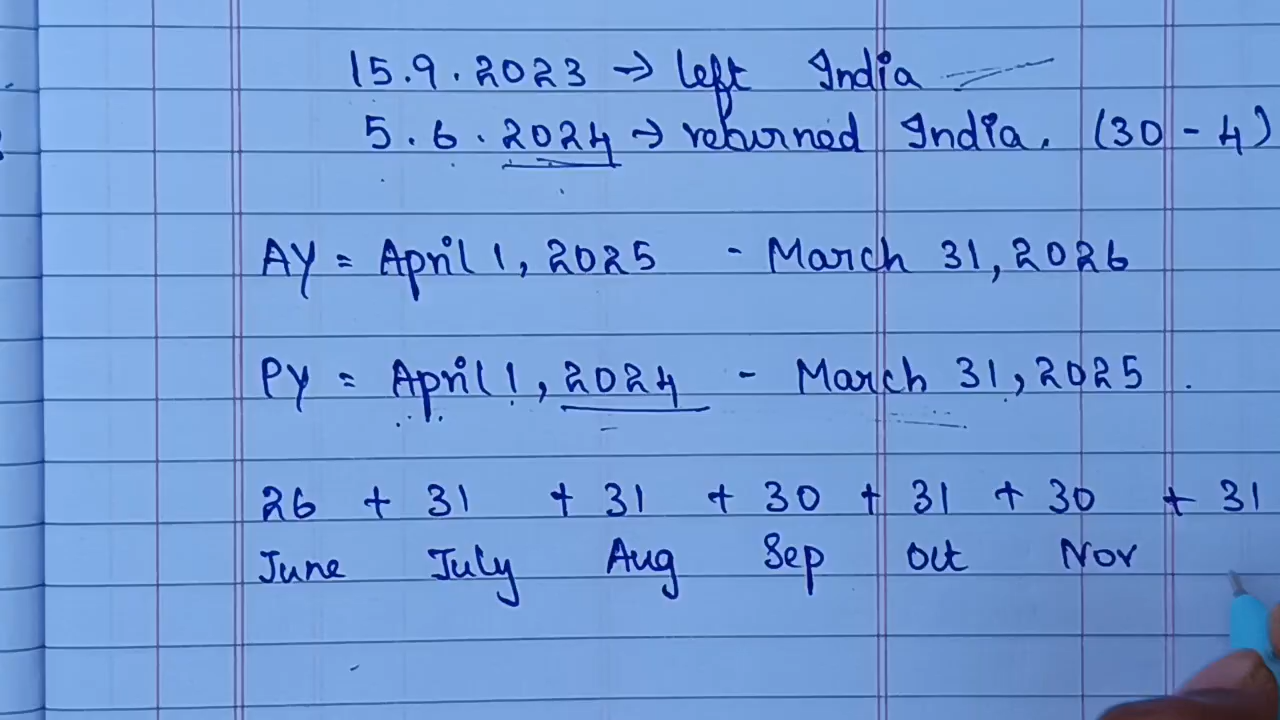 15.9.2023 → left India
5.6.2024 → returned India. (30-4)
AY = April 1, 2025 - March 31, 2026
PY = April 1, 2024 - March 31, 2025.
26 + 31 + 31 + 30 + 31 + 30 + 31
June July Aug Sep Oct Nov